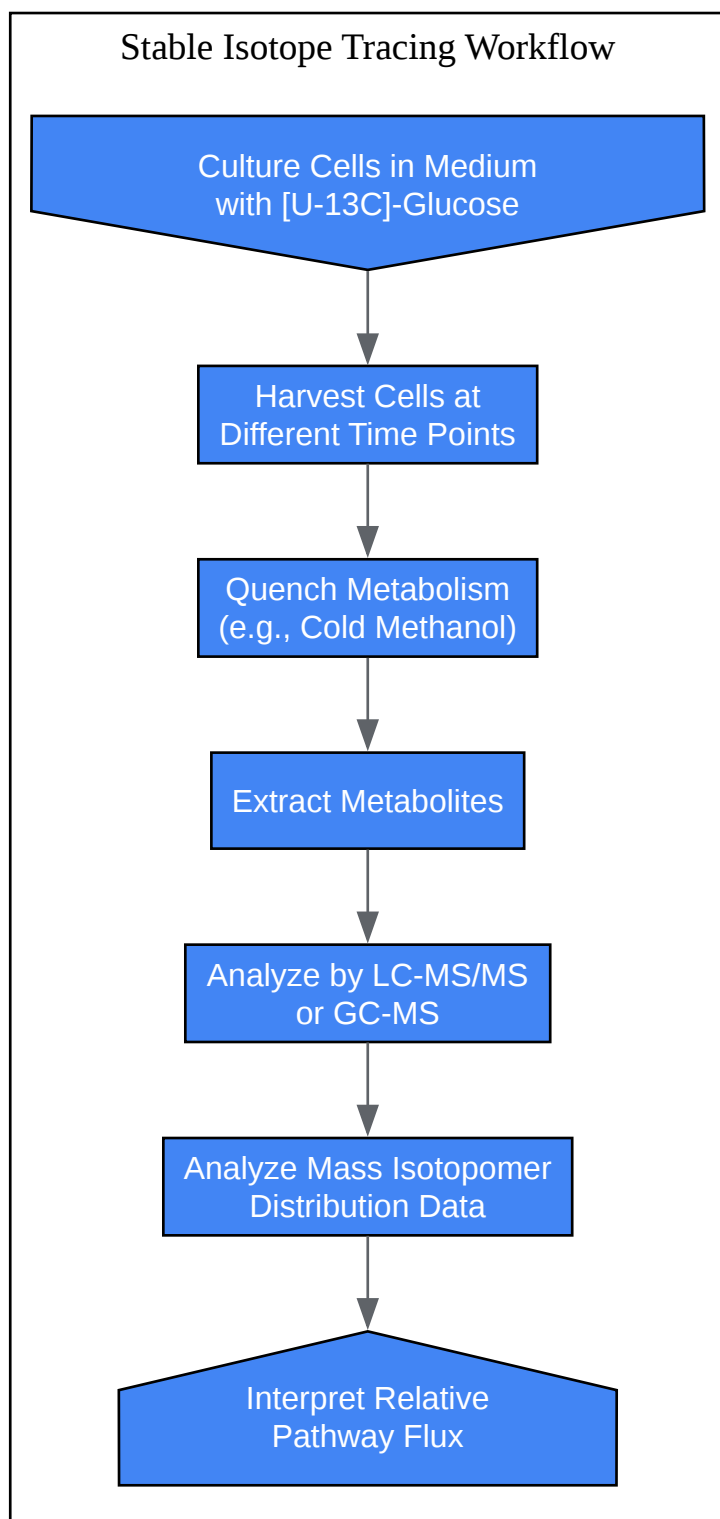 Stable Isotope Tracing Workflow
Culture Cells in Medium
with [U-13C]-Glucose
Harvest Cells at
Different Time Points
Quench Metabolism
(e.g., Cold Methanol)
Extract Metabolites
Analyze by LC-MS/MS
or GC-MS
Analyze Mass Isotopomer
Distribution Data
Interpret Relative
Pathway Flux